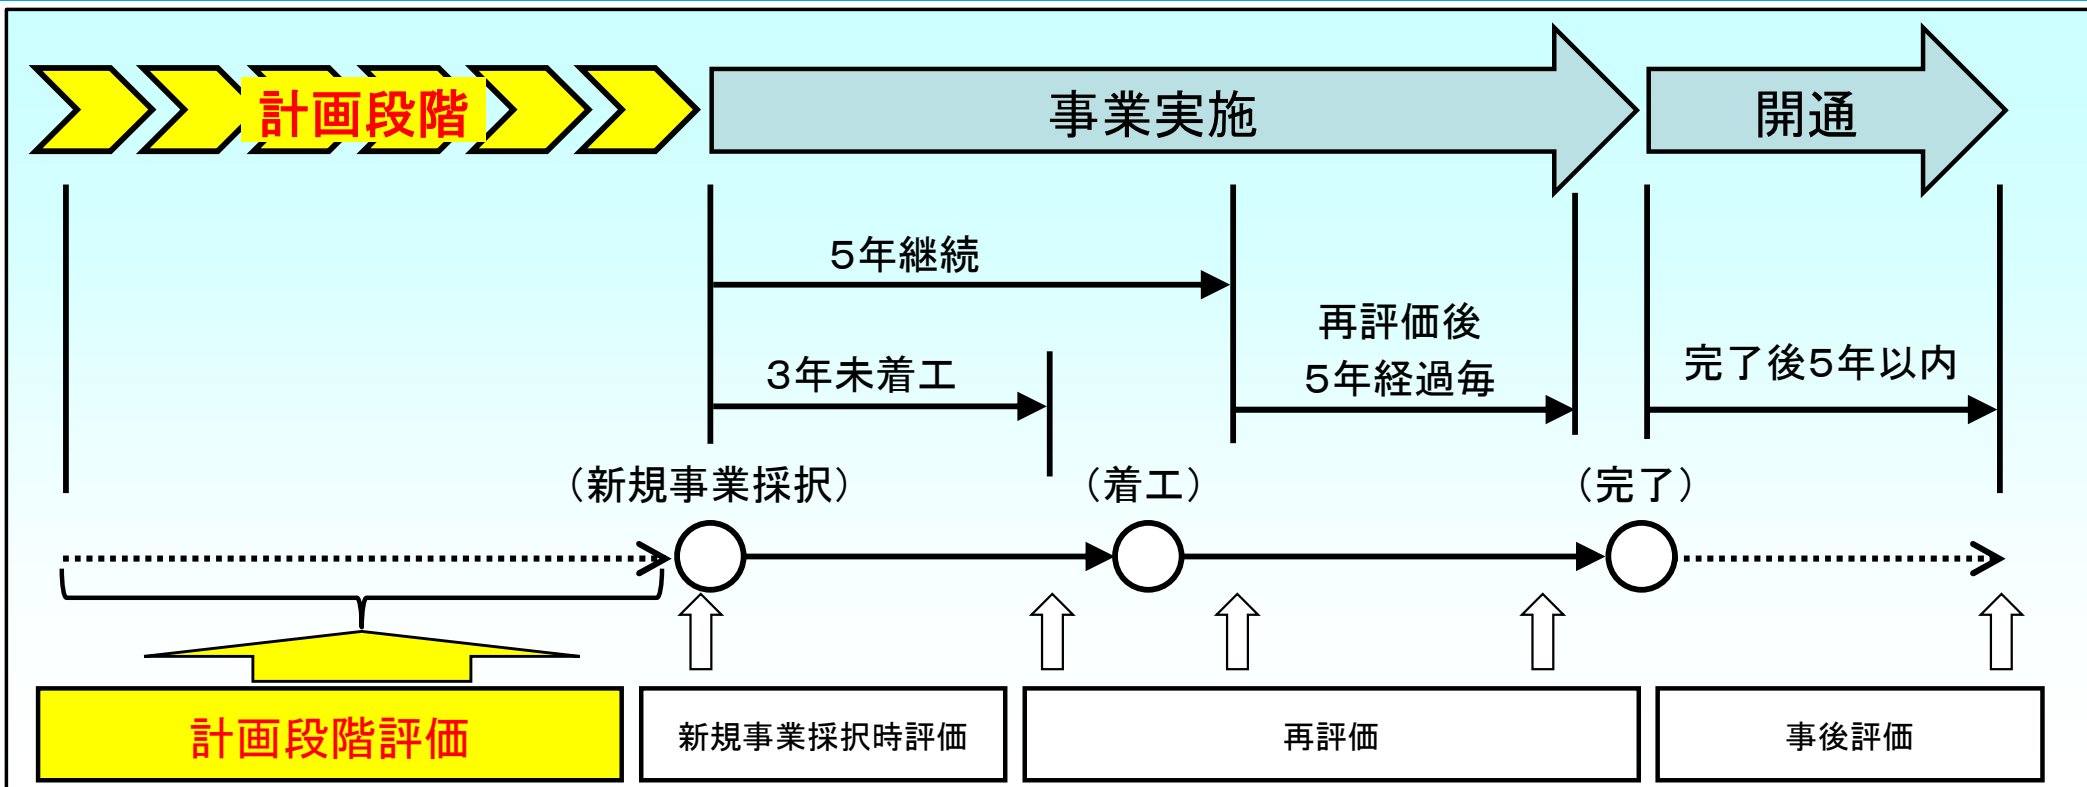 計画段階
事業実施
開通
５年継続
再評価後
５年経過毎
３年未着工
完了後５年以内
（新規事業採択）
（着工）
（完了）
計画段階評価
新規事業採択時評価
再評価
事後評価